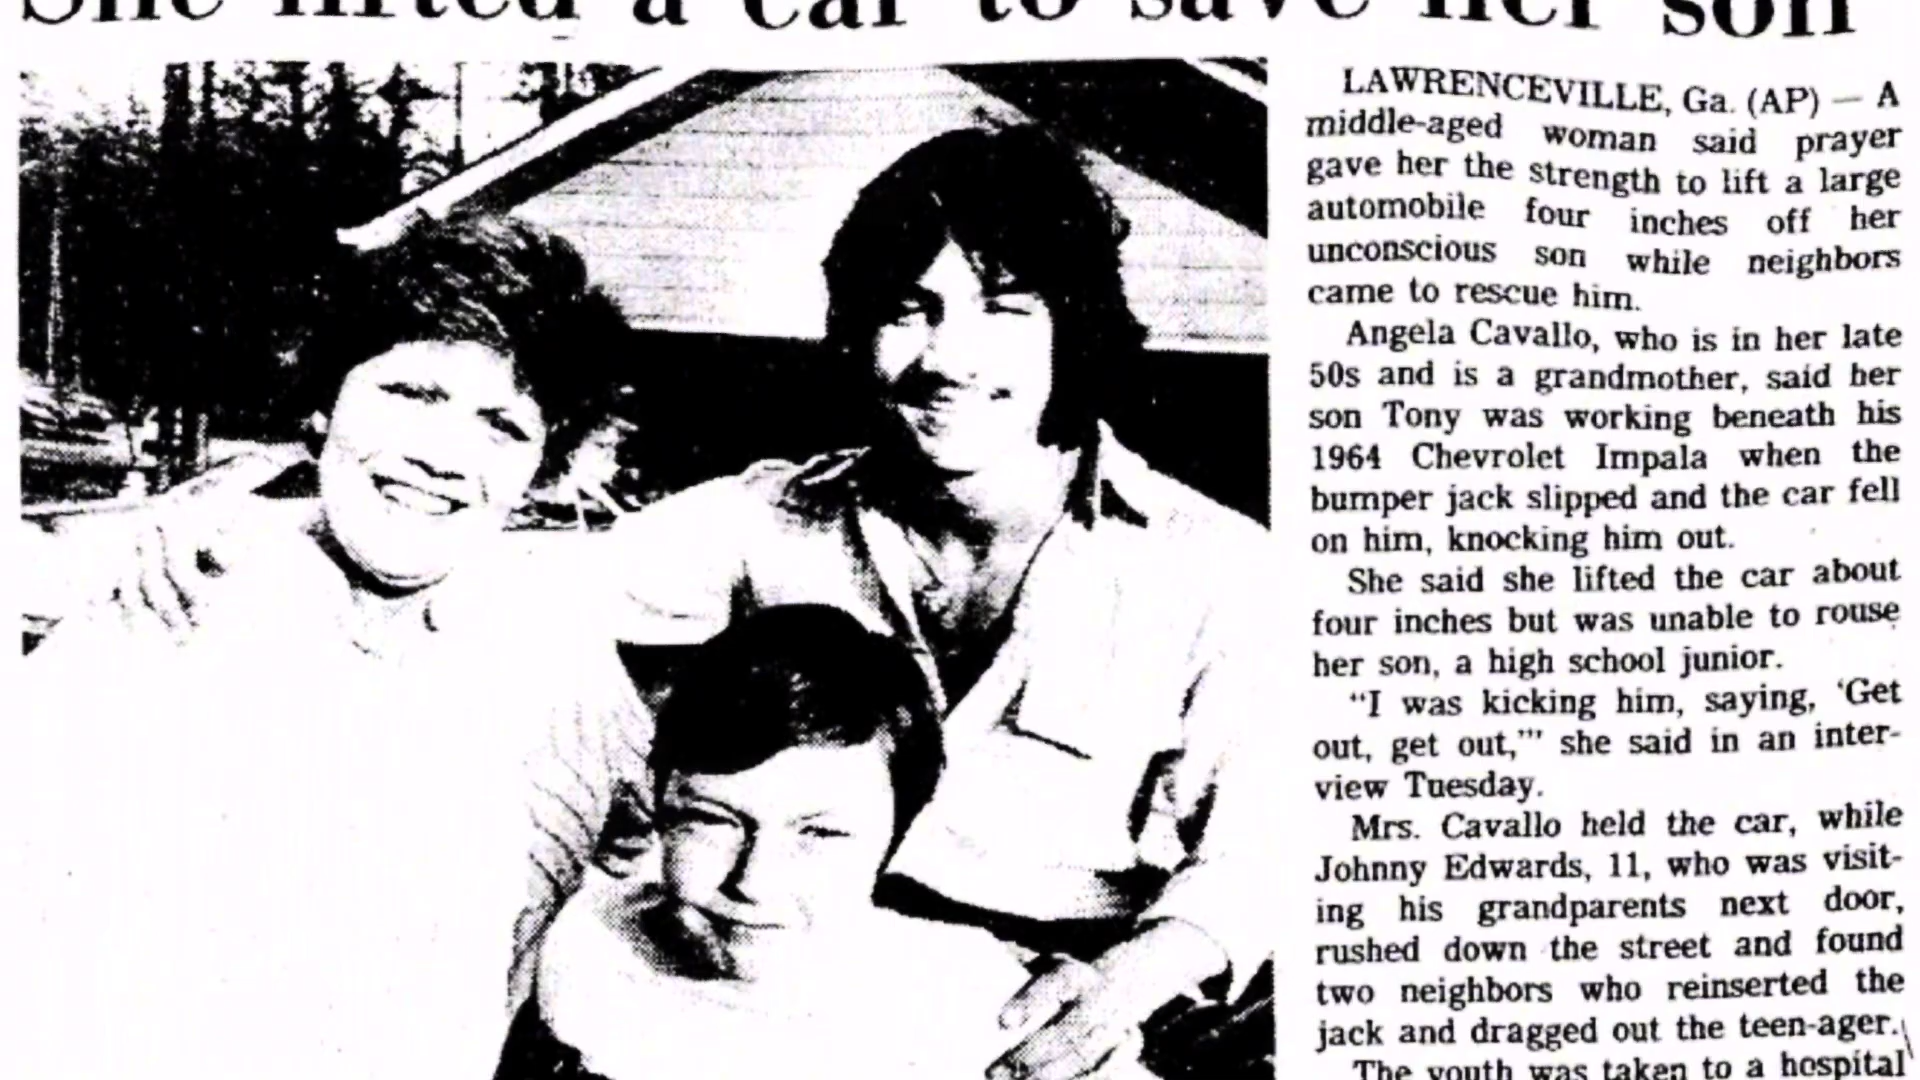 She lifted a car to save her son
LAWRENCEVILLE, Ga. (AP) — A
middle-aged woman said prayer
gave her the strength to lift a large
automobile four inches off her
unconscious son while neighbors
came to rescue him.
Angela Cavallo, who is in her late
50s and is a grandmother, said her
son Tony was working beneath his
1964 Chevrolet Impala when the
bumper jack slipped and the car fell
on him, knocking him out.
She said she lifted the car about
four inches but was unable to rouse
her son, a high school junior.
"I was kicking him, saying, 'Get
out, get out,'" she said in an inter-
view Tuesday.
Mrs. Cavallo held the car, while
Johnny Edwards, 11, who was visit-
ing his grandparents next door,
rushed down the street and found
two neighbors who reinserted the
jack and dragged out the teen-ager.
The youth was taken to a hospital